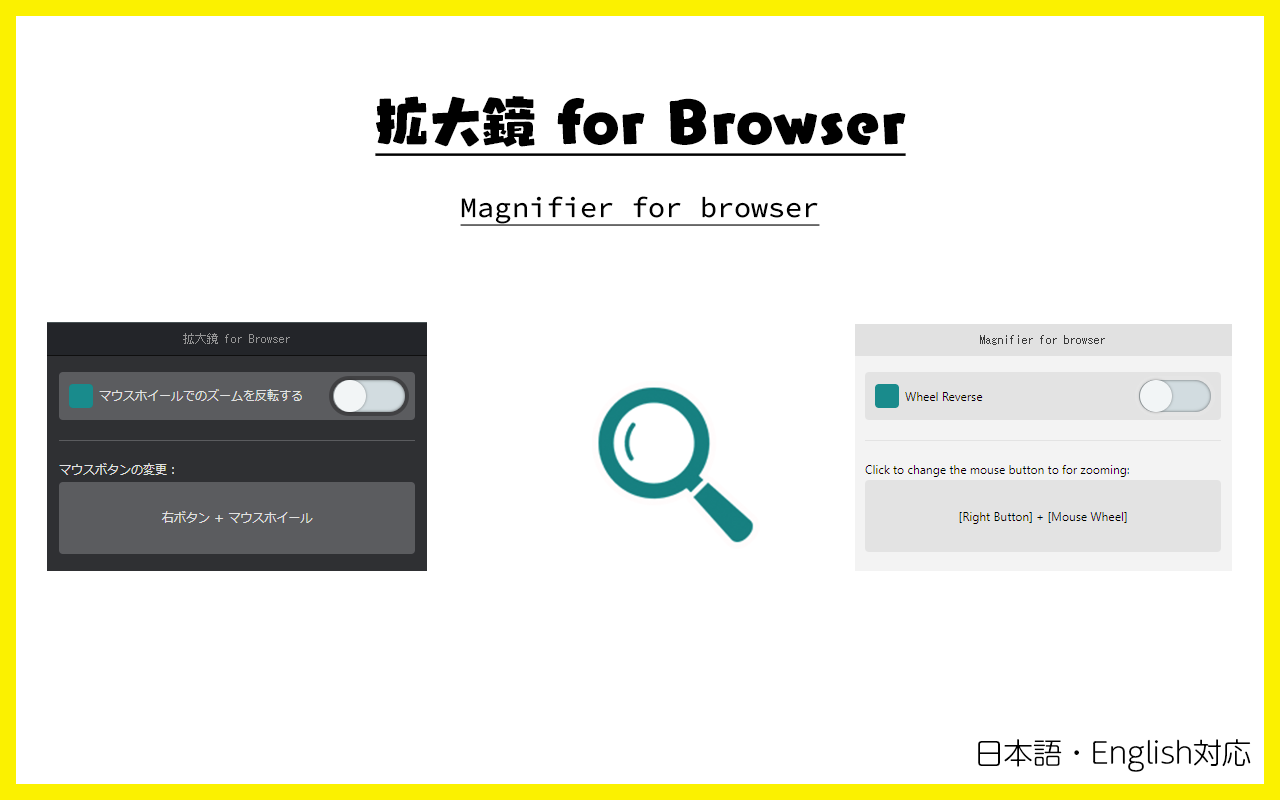 拡大鏡 for Browser
Magnifier for browser
拡大鏡 for Browser
マウスホイールでのズームを反転する
マウスボタンの変更：
右ボタン + マウスホイール
Magnifier for browser
Wheel Reverse
Click to change the mouse button to for zooming:
[Right Button] + [Mouse Wheel]
日本語・English対応